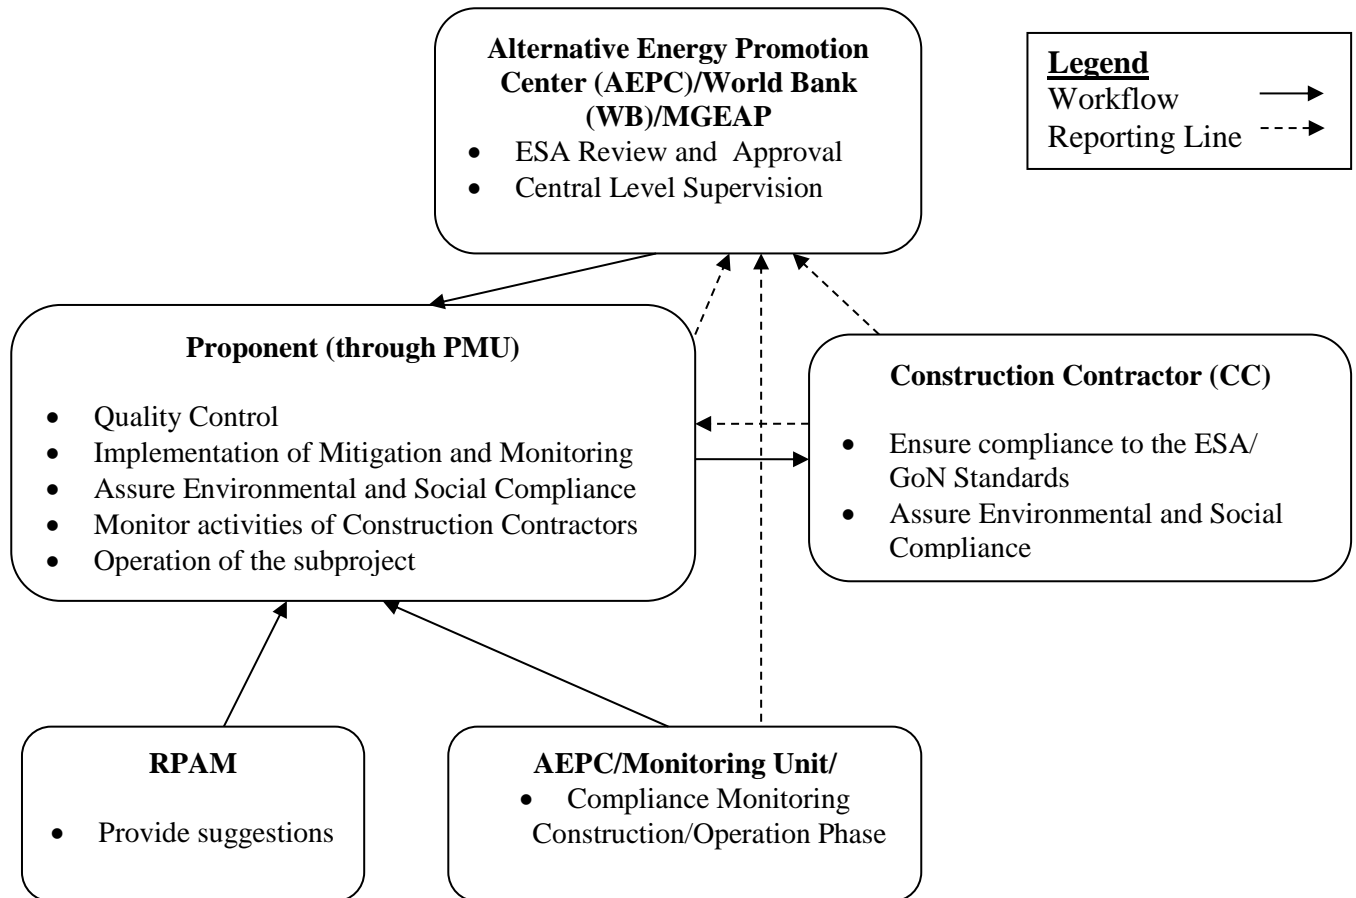 Alternative Energy Promotion
Center (AEPC)/World Bank
(WB)/MGEAP
• ESA Review and Approval
• Central Level Supervision
Legend
Workflow
Reporting Line
Proponent (through PMU)
• Quality Control
• Implementation of Mitigation and Monitoring
• Assure Environmental and Social Compliance
• Monitor activities of Construction Contractors
• Operation of the subproject
Construction Contractor (CC)
• Ensure compliance to the ESA/
GoN Standards
• Assure Environmental and Social
Compliance
RPAM
• Provide suggestions
AEPC/Monitoring Unit/
• Compliance Monitoring
Construction/Operation Phase